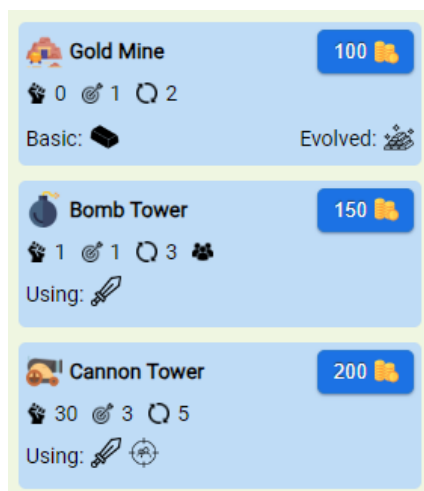 Gold Mine 100
0 1 2
Basic: Evolved:
Bomb Tower 150
1 1 3
Using:
Cannon Tower 200
30 3 5
Using: